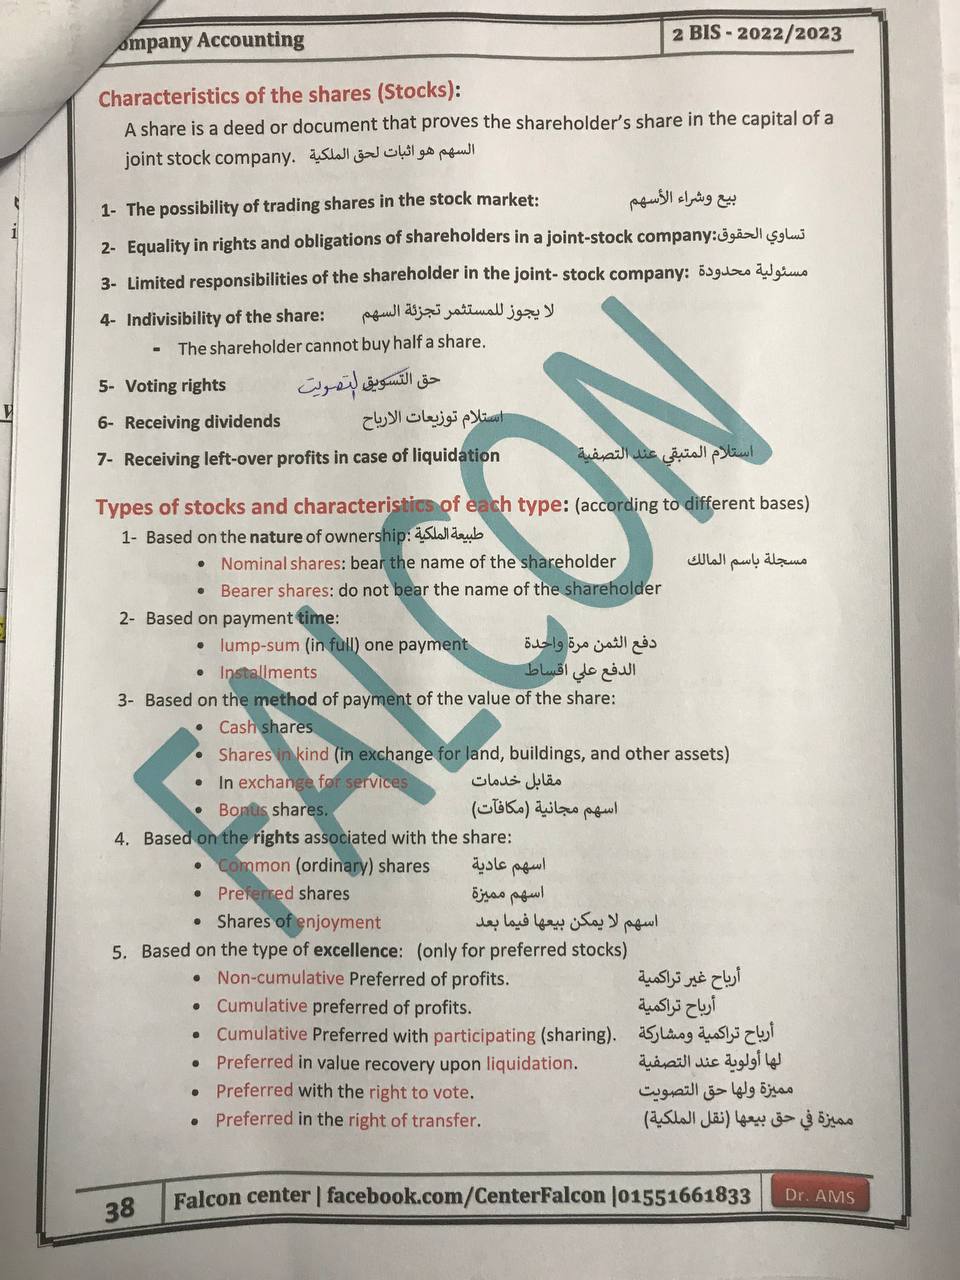 ompany Accounting
2 BIS - 2022/2023
Characteristics of the shares (Stocks):
A share is a deed or document that proves the shareholder's share in the capital of a
joint stock company. السهم هو اثبات لحق الملكية
1- The possibility of trading shares in the stock market: بيع وشراء الأسهم
2- Equality in rights and obligations of shareholders in a joint-stock company: تساوي الحقوق
3- Limited responsibilities of the shareholder in the joint- stock company: مسئولية محدودة
4- Indivisibility of the share: لا يجوز للمستثمر تجزئة السهم
- The shareholder cannot buy half a share.
5- Voting rights حق التسويق لتصويت
6- Receiving dividends استلام توزيعات الارباح
7- Receiving left-over profits in case of liquidation استلام المتبقي عند التصفية
Types of stocks and characteristics of each type: (according to different bases)
1- Based on the nature of ownership: طبيعة الملكية
• Nominal shares: bear the name of the shareholder مسجلة باسم المالك
• Bearer shares: do not bear the name of the shareholder
2- Based on payment time:
• lump-sum (in full) one payment دفع الثمن مرة واحدة
• Installments الدفع علي اقساط
3- Based on the method of payment of the value of the share:
• Cash shares
• Shares in kind (in exchange for land, buildings, and other assets)
• In exchange for services مقابل خدمات
• Bonus shares. اسهم مجانية (مكافآت)
4. Based on the rights associated with the share:
• Common (ordinary) shares اسهم عادية
• Preferred shares اسهم مميزة
• Shares of enjoyment اسهم لا يمكن بيعها فيما بعد
5. Based on the type of excellence: (only for preferred stocks)
• Non-cumulative Preferred of profits. أرباح غير تراكمية
• Cumulative preferred of profits. أرباح تراكمية
• Cumulative Preferred with participating (sharing). أرباح تراكمية ومشاركة
• Preferred in value recovery upon liquidation. لها أولوية عند التصفية
• Preferred with the right to vote. مميزة ولها حق التصويت
• Preferred in the right of transfer. مميزة في حق بيعها (نقل الملكية)
FALCON
38
Falcon center | facebook.com/CenterFalcon |01551661833
Dr. AMS